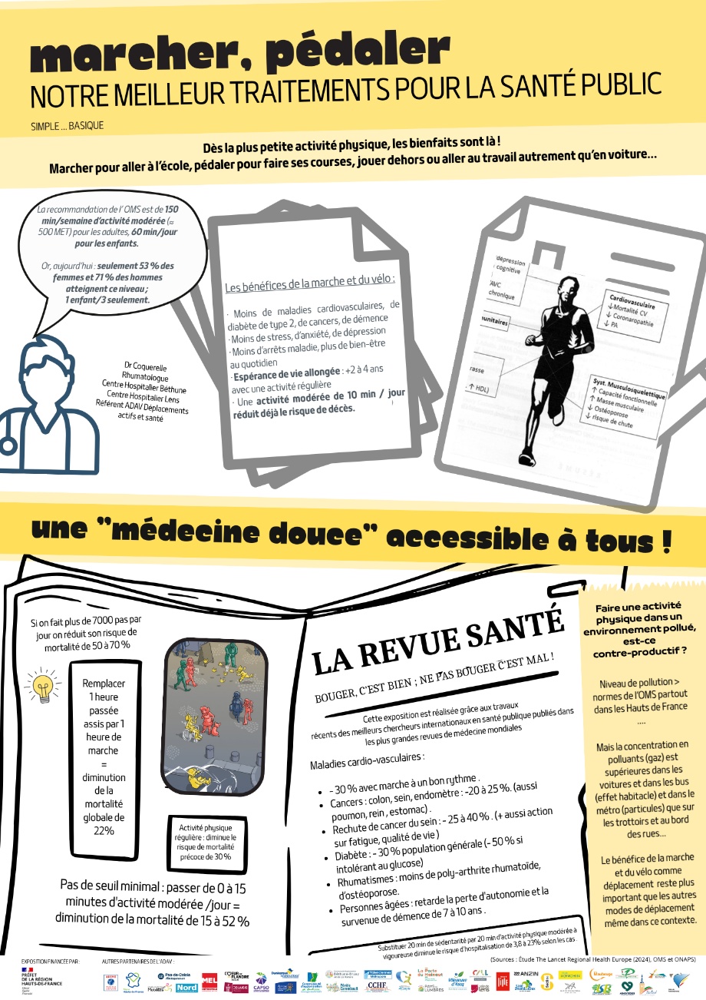 marcher, pédaler
NOTRE MEILLEUR TRAITEMENTS POUR LA SANTÉ PUBLIC
SIMPLE ... BASIQUE
Dès la plus petite activité physique, les bienfaits sont là !
Marcher pour aller à l'école, pédaler pour faire ses courses, jouer dehors ou aller au travail autrement qu'en voiture...
La recommandation de l' OMS est de 150
min/semaine d'activité modérée (≈
500 MET) pour les adultes, 60 min/jour
pour les enfants.
Or, aujourd'hui : seulement 53 % des
femmes et 71 % des hommes
atteignent ce niveau ;
1 enfant/3 seulement.
Dr Coquerelle
Rhumatologue
Centre Hospitalier Béthune
Centre Hospitalier Lens
Référent ADAV Déplacements
actifs et santé
Les bénéfices de la marche et du vélo :
· Moins de maladies cardiovasculaires, de
diabète de type 2, de cancers, de démence
· Moins de stress, d'anxiété, de dépression
· Moins d'arrêts maladie, plus de bien-être
au quotidien
· Espérance de vie allongée : +2 à 4 ans
avec une activité régulière
· Une activité modérée de 10 min / jour
réduit déjà le risque de décès.
dépression
cognitive
AVC
chronique
unitaires
rasse
↑ HDL)
Cardiovasculaire
↓ Mortalité CV
↓ Coronaropathie
↓ PA
Syst. Musculosquelettique
↑ Capacité fonctionnelle
↑ Masse musculaire
↓ Ostéoporose
↓ risque de chute
une "médecine douce" accessible à tous !
Si on fait plus de 7000 pas par
jour on réduit son risque de
mortalité de 50 à 70 %
Remplacer
1 heure
passée
assis par 1
heure de
marche
=
diminution
de la
mortalité
globale de
22%
Activité physique
régulière : diminue le
risque de mortalité
précoce de 30 %
Pas de seuil minimal : passer de 0 à 15
minutes d'activité modérée /jour =
diminution de la mortalité de 15 à 52 %
LA REVUE SANTÉ
BOUGER, C'EST BIEN ; NE PAS BOUGER C'EST MAL !
Cette exposition est réalisée grâce aux travaux
récents des meilleurs chercheurs internationaux en santé publique publiés dans
les plus grandes revues de médecine mondiales
Maladies cardio-vasculaires :
• - 30 % avec marche à un bon rythme .
• Cancers : colon, sein, endomètre : -20 à 25 %. (aussi
poumon, rein , estomac) .
• Rechute de cancer du sein : - 25 à 40 % . (+ aussi action
sur fatigue, qualité de vie )
• Diabète : - 30 % population générale (- 50 % si
intolérant au glucose)
• Rhumatismes : moins de poly-arthrite rhumatoïde,
d'ostéoporose.
• Personnes âgées : retarde la perte d'autonomie et la
survenue de démence de 7 à 10 ans .
Substituer 20 min de sédentarité par 20 min d'activité physique modérée à
vigoureuse diminue le risque d'hospitalisation de 3,8 à 23% selon les cas .
Faire une activité
physique dans un
environnement pollué,
est-ce
contre-productif ?
Niveau de pollution >
normes de l'OMS partout
dans les Hauts de France
....
Mais la concentration en
polluants (gaz) est
supérieures dans les
voitures et dans les bus
(effet habitacle) et dans le
métro (particules) que sur
les trottoirs et au bord
des rues...
Le bénéfice de la marche
et du vélo comme
déplacement reste plus
important que les autres
modes de déplacement
même dans ce contexte.
(Sources : Étude The Lancet Regional Health Europe (2024), OMS et ONAPS)
EXPOSITION FINANCÉE PAR :
AUTRES PARTENAIRES DE L'ADAV :
PRÉFET
DE LA RÉGION
HAUTS-DE-FRANCE
ADEME
Pas-de-Calais
Nord
MEL
CAPSO
CCHF
LUMBRES
Villeneuve
d'Ascq
Lille
ANZIN